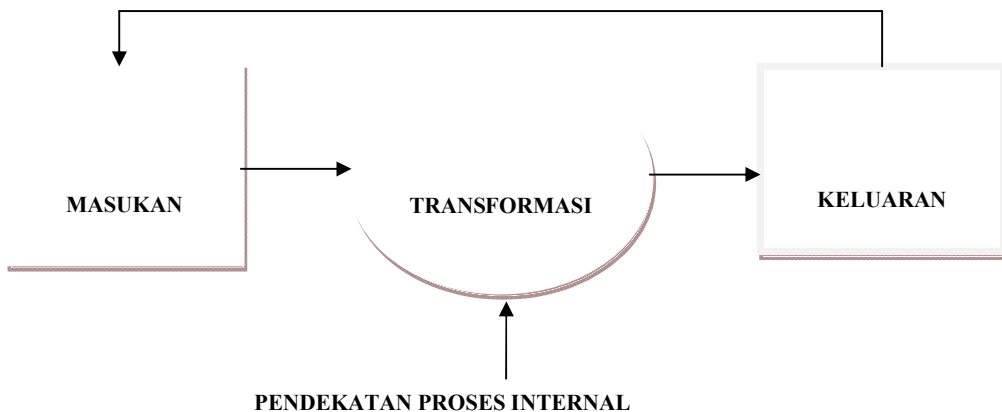 MASUKAN
TRANSFORMASI
KELUARAN
PENDEKATAN PROSES INTERNAL